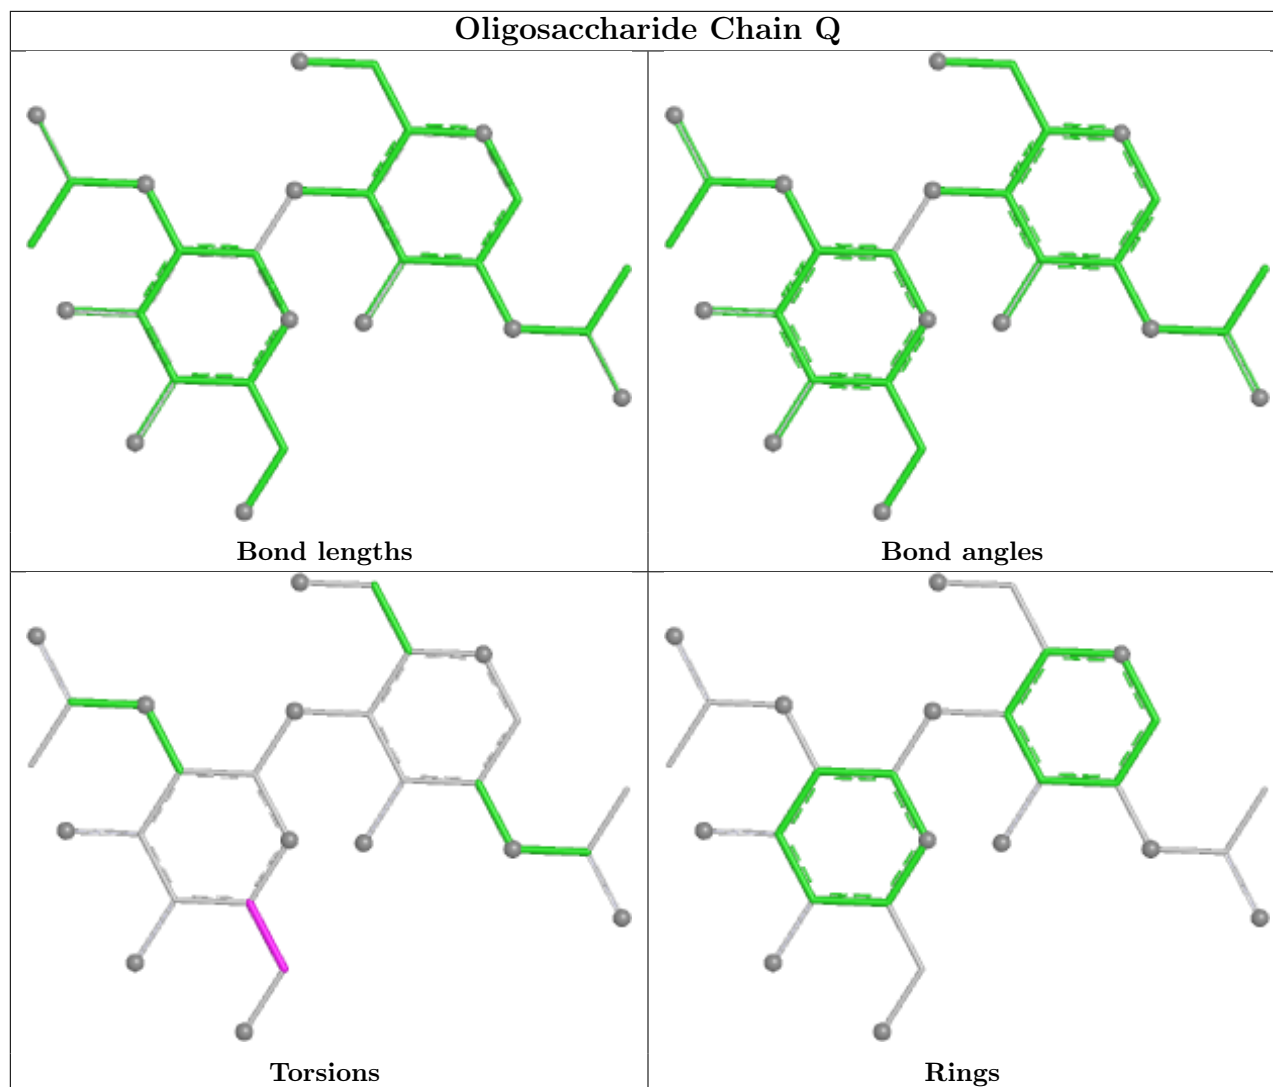 Oligosaccharide Chain Q
Bond lengths
Bond angles
Torsions
Rings